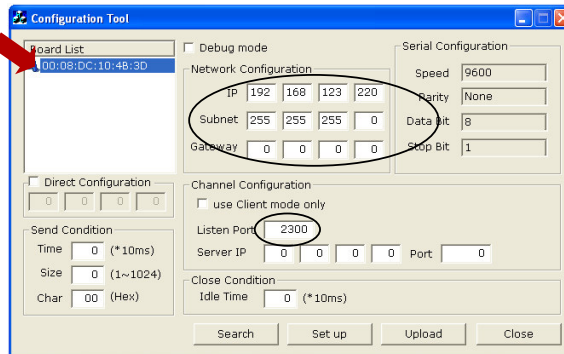 Configuration Tool
Board List
00:08:DC:10:4B:3D
Debug mode
Network Configuration
IP 192 168 123 220
Subnet 255 255 255 0
Gateway 0 0 0 0
Serial Configuration
Speed 9600
Parity None
Data Bit 8
Stop Bit 1
Direct Configuration
0 0 0 0
Send Condition
Time 0 (*10ms)
Size 0 (1~1024)
Char 00 (Hex)
Channel Configuration
use Client mode only
Listen Port 2300
Server IP 0 0 0 0 Port 0
Close Condition
Idle Time 0 (*10ms)
Search Set up Upload Close